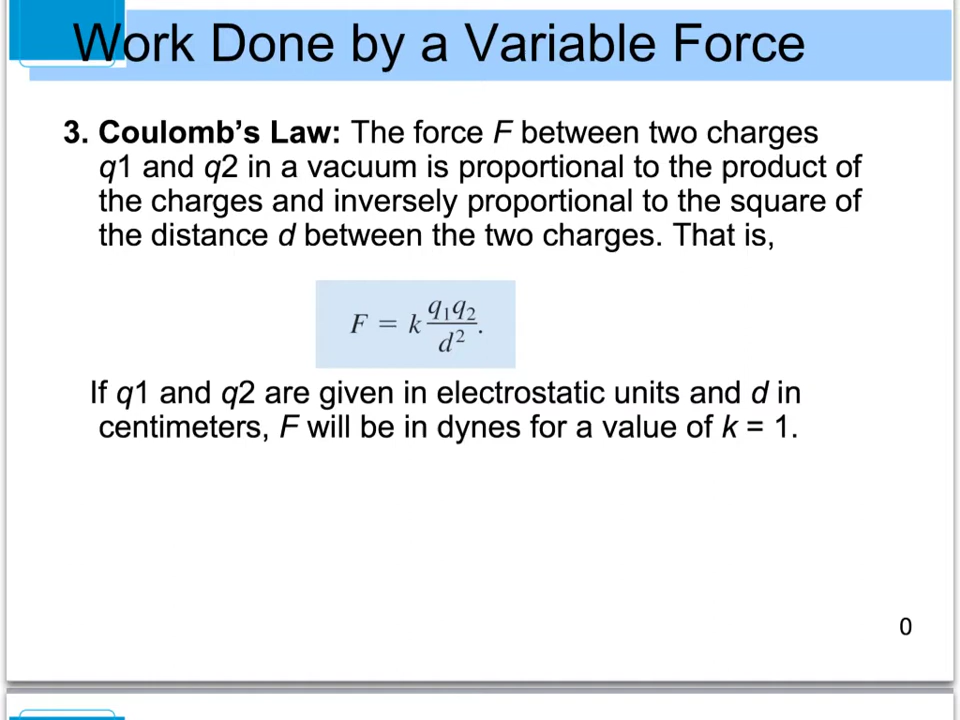 Work Done by a Variable Force
3. Coulomb’s Law: The force F between two charges
q1 and q2 in a vacuum is proportional to the product of
the charges and inversely proportional to the square of
the distance d between the two charges. That is,
F = k q₁q₂/d².
If q1 and q2 are given in electrostatic units and d in
centimeters, F will be in dynes for a value of k = 1.
0